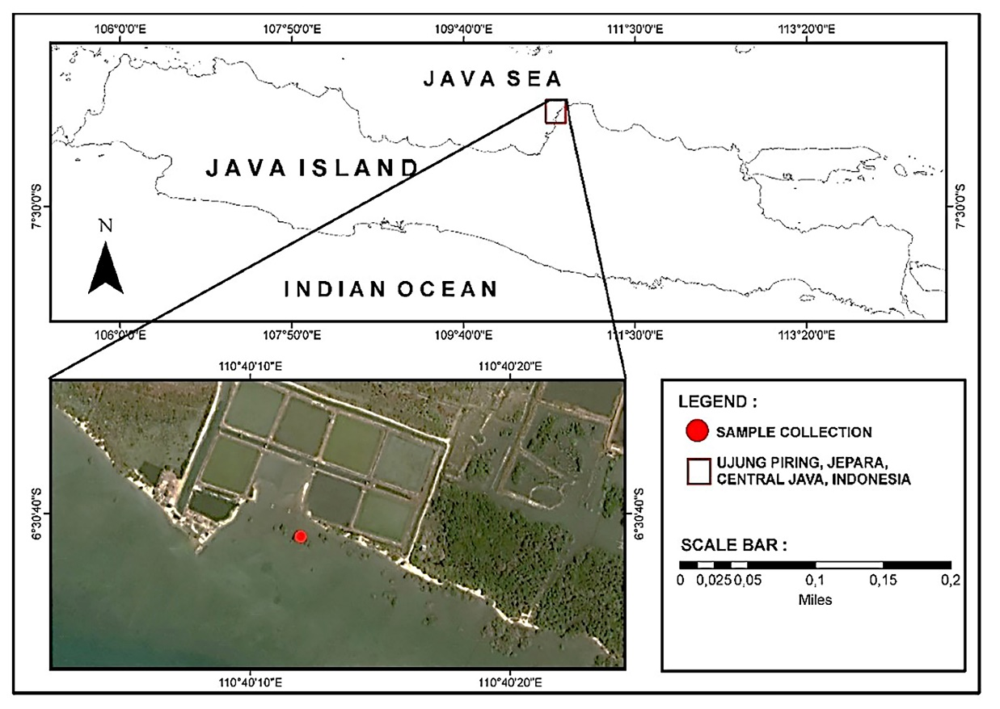 106°0'0"E 107°50'0"E 109°40'0"E 111°30'0"E 113°20'0"E
JAVA SEA
JAVA ISLAND
7°30'0"S 7°30'0"S
N
INDIAN OCEAN
106°0'0"E 107°50'0"E 109°40'0"E 111°30'0"E 113°20'0"E
110°40'10"E 110°40'20"E
6°30'40"S 6°30'40"S
110°40'10"E 110°40'20"E
LEGEND :
SAMPLE COLLECTION
UJUNG PIRING, JEPARA,
CENTRAL JAVA, INDONESIA
SCALE BAR :
0 0,025 0,05 0,1 0,15 0,2
Miles